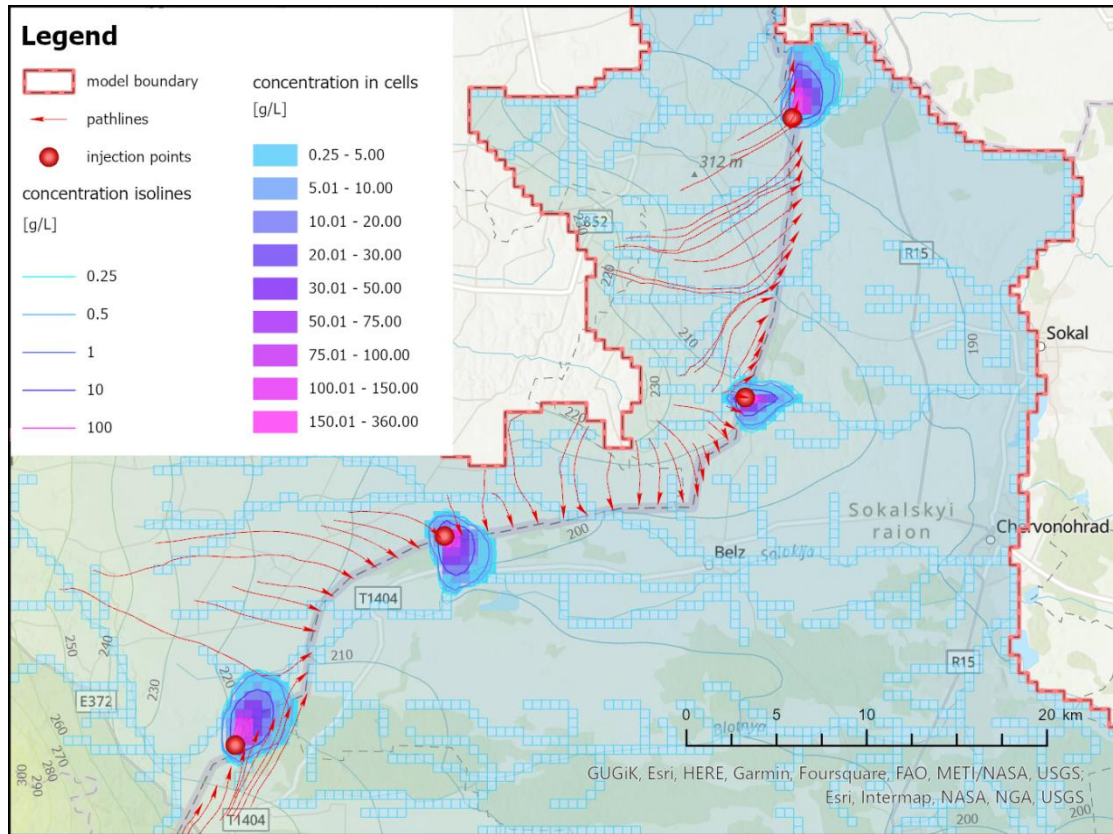 Legend
model boundary
pathlines
injection points
concentration isolines
[g/L]
0.25
0.5
1
10
100
concentration in cells
[g/L]
0.25 - 5.00
5.01 - 10.00
10.01 - 20.00
20.01 - 30.00
30.01 - 50.00
50.01 - 75.00
75.01 - 100.00
100.01 - 150.00
150.01 - 360.00
312 m
852
220
R15
210
190
Sokal
230
220
Sokalskyi
raion
200
Chervonohrad
Belz
Solokija
T1404
250
240
210
220
230
E372
R15
260
270
280
290
300
0 5 10 20 km
GUGiK, Esri, HERE, Garmin, Foursquare, FAO, METI/NASA, USGS;
Esri, Intermap, NASA, NGA, USGS
T1404
200
200